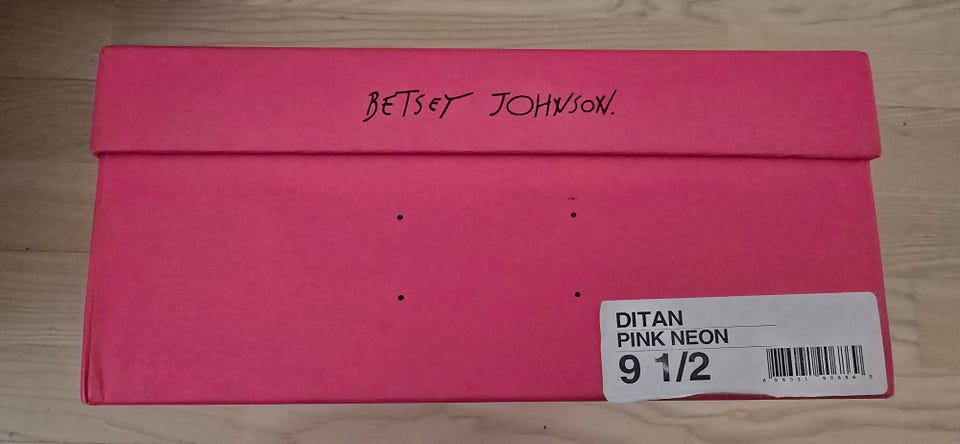 BETSEY JOHNSON.
DITAN
PINK NEON
9 1/2